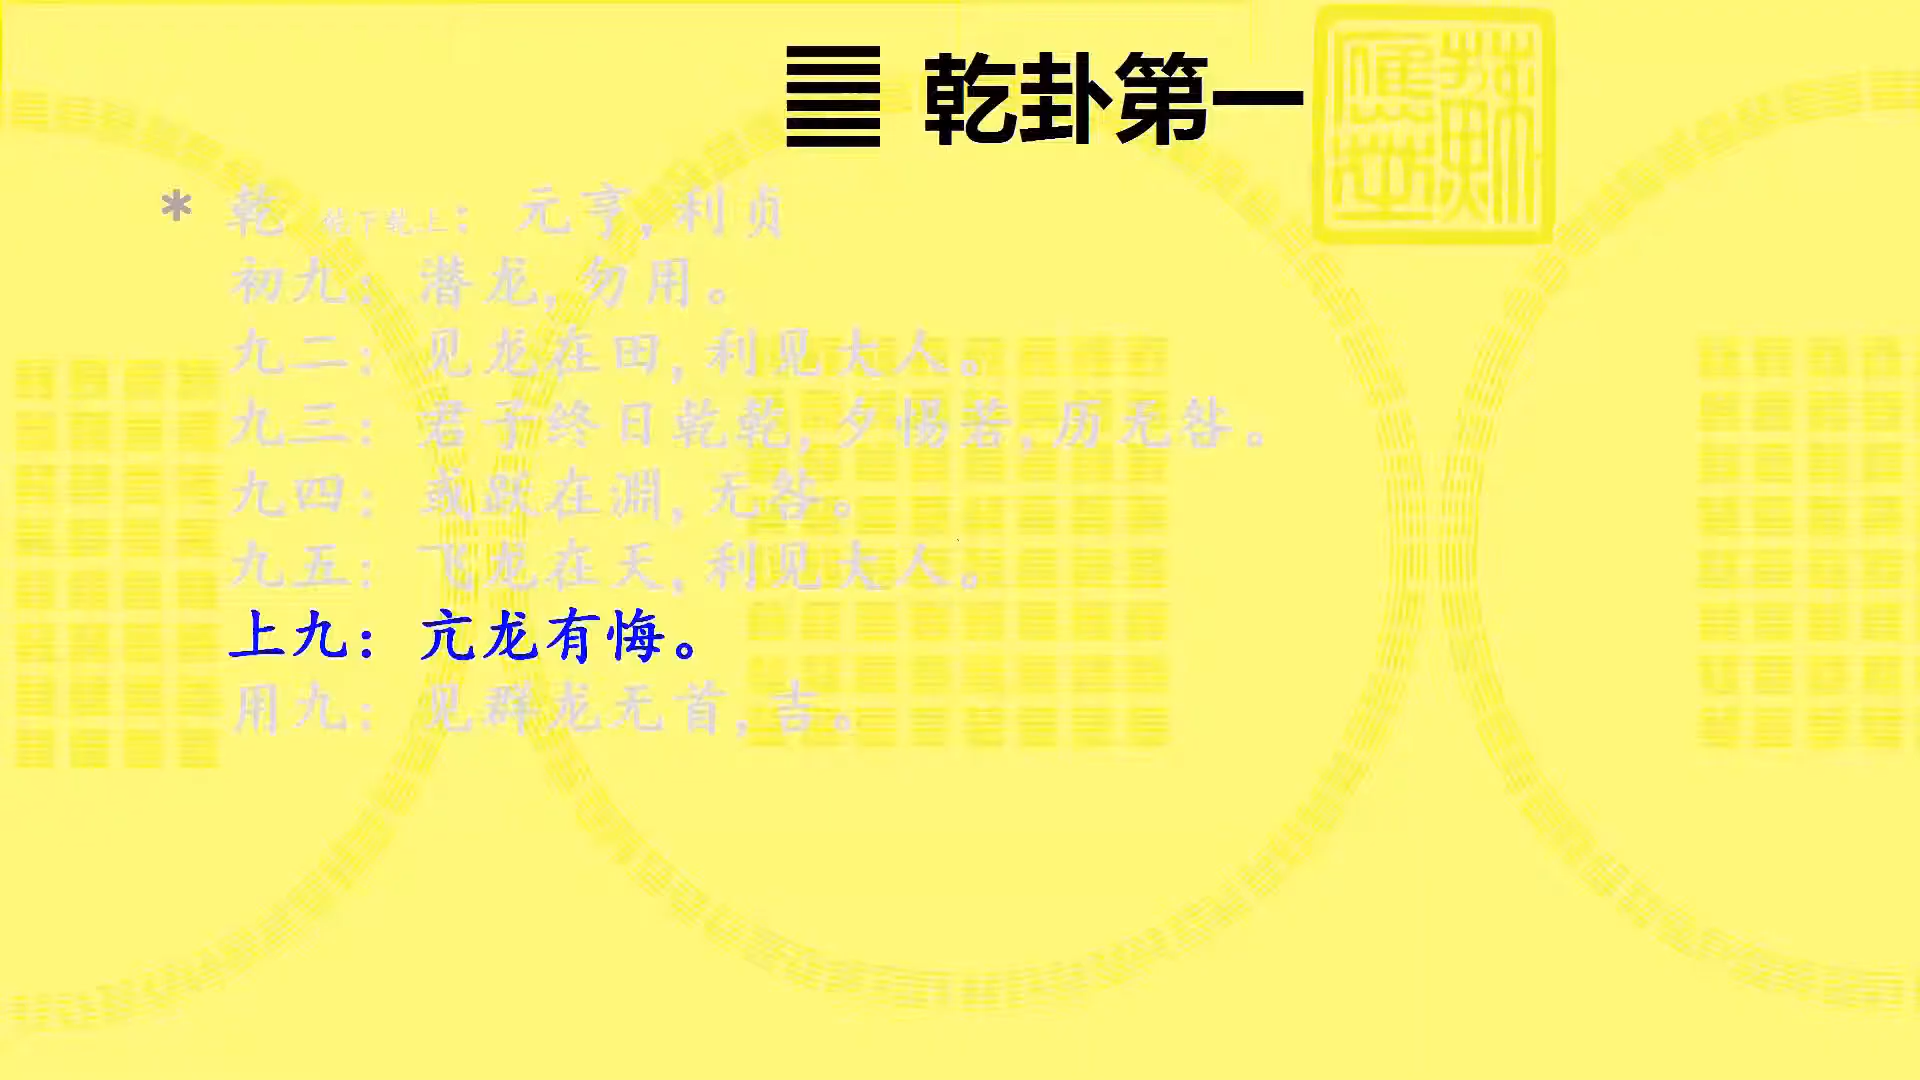 乾卦第一
* 乾 乾下乾上: 元亨,利贞
初九: 潜龙,勿用。
九二: 见龙在田,利见大人。
九三: 君子终日乾乾,夕惕若,历无咎。
九四: 或跃在渊,无咎。
九五: 飞龙在天,利见大人。
上九: 亢龙有悔。
用九: 见群龙无首,吉。